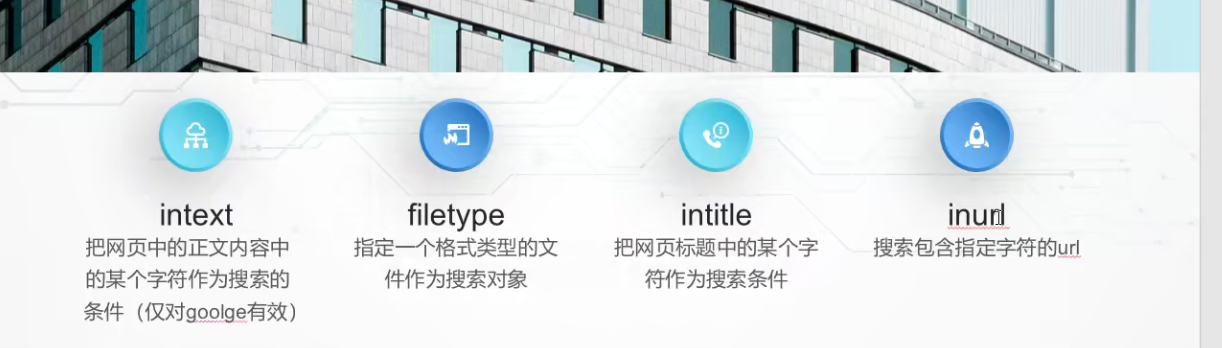 intext
把网页中的正文内容中
的某个字符作为搜索的
条件（仅对goolge有效）
filetype
指定一个格式类型的文
件作为搜索对象
intitle
把网页标题中的某个字
符作为搜索条件
inurl
搜索包含指定字符的url